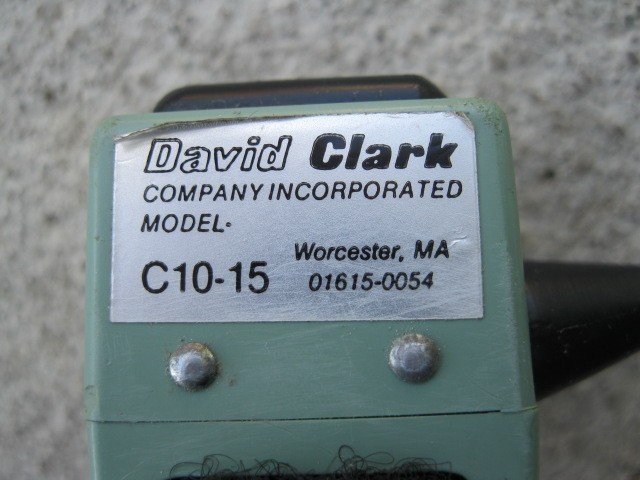 David Clark
COMPANY INCORPORATED
MODEL•
Worcester, MA
C10-15
01615-0054